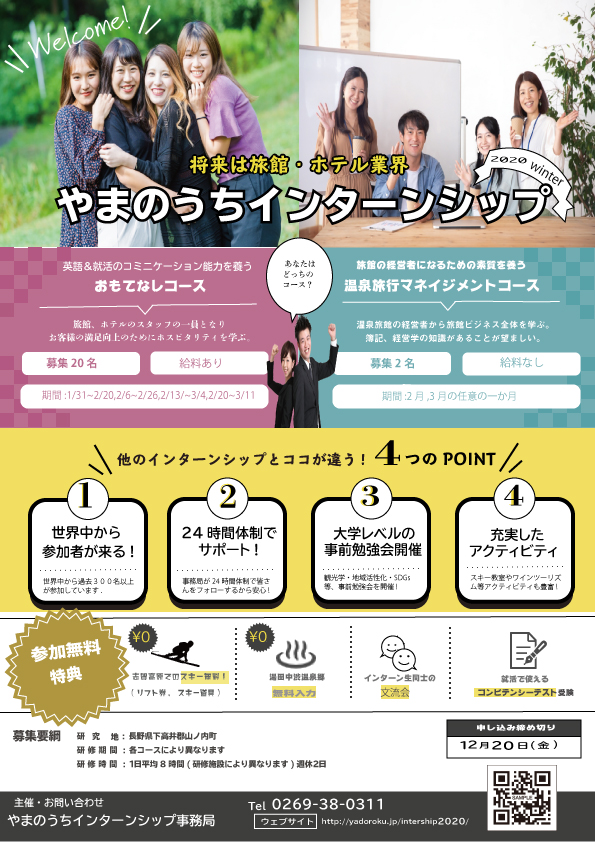 Welcome!
将来は旅館・ホテル業界
2020 Winter
やまのうちインターンシップ
英語＆就活のコミニケーション能力を養う
おもてなしコース
旅館、ホテルのスタッフの一員となり
お客様の満足向上のためにホスピタリティを学ぶ。
募集20名
給料あり
期間:1/31~2/20,2/6~2/26,2/13/~3/4,2/20~3/11
あなたは
どっちの
コース？
旅館の経営者になるための素質を養う
温泉旅行マネイジメントコース
温泉旅館の経営者から旅館ビジネス全体を学ぶ。
簿記、経営学の知識があることが望ましい。
募集2名
給料なし
期間:2月,3月の任意の一か月
他のインターンシップとココが違う！4つのPOINT
1
世界中から
参加者が来る！
世界中から過去３００名以上
が参加しています.
2
24時間体制で
サポート！
事務局が24時間体制で皆さ
んをフォローするから安心！
3
大学レベルの
事前勉強会開催
観光学・地域活性化・SDGs
等、事前勉強会を開催！
4
充実した
アクティビティ
スキー教室やワインツーリズ
ム等アクティビティも豊富！
参加無料
特典
¥0
志賀高原でのスキー無料！
（リフト券、スキー道具）
¥0
湯田中渋温泉郷
無料入力
インターン生同士の
交流会
就活で使える
コンピテンシーテスト受験
募集要綱
研 究 地:長野県下高井郡山ノ内町
研修期間:各コースにより異なります
研修時間:1日平均8時間(研修施設により異なります)週休2日
申し込み締め切り
12月20日(金)
SAMPLE
主催・お問い合わせ
やまのうちインターンシップ事務局
Tel 0269-38-0311
ウェブサイト http://yadoroku.jp/intership2020/